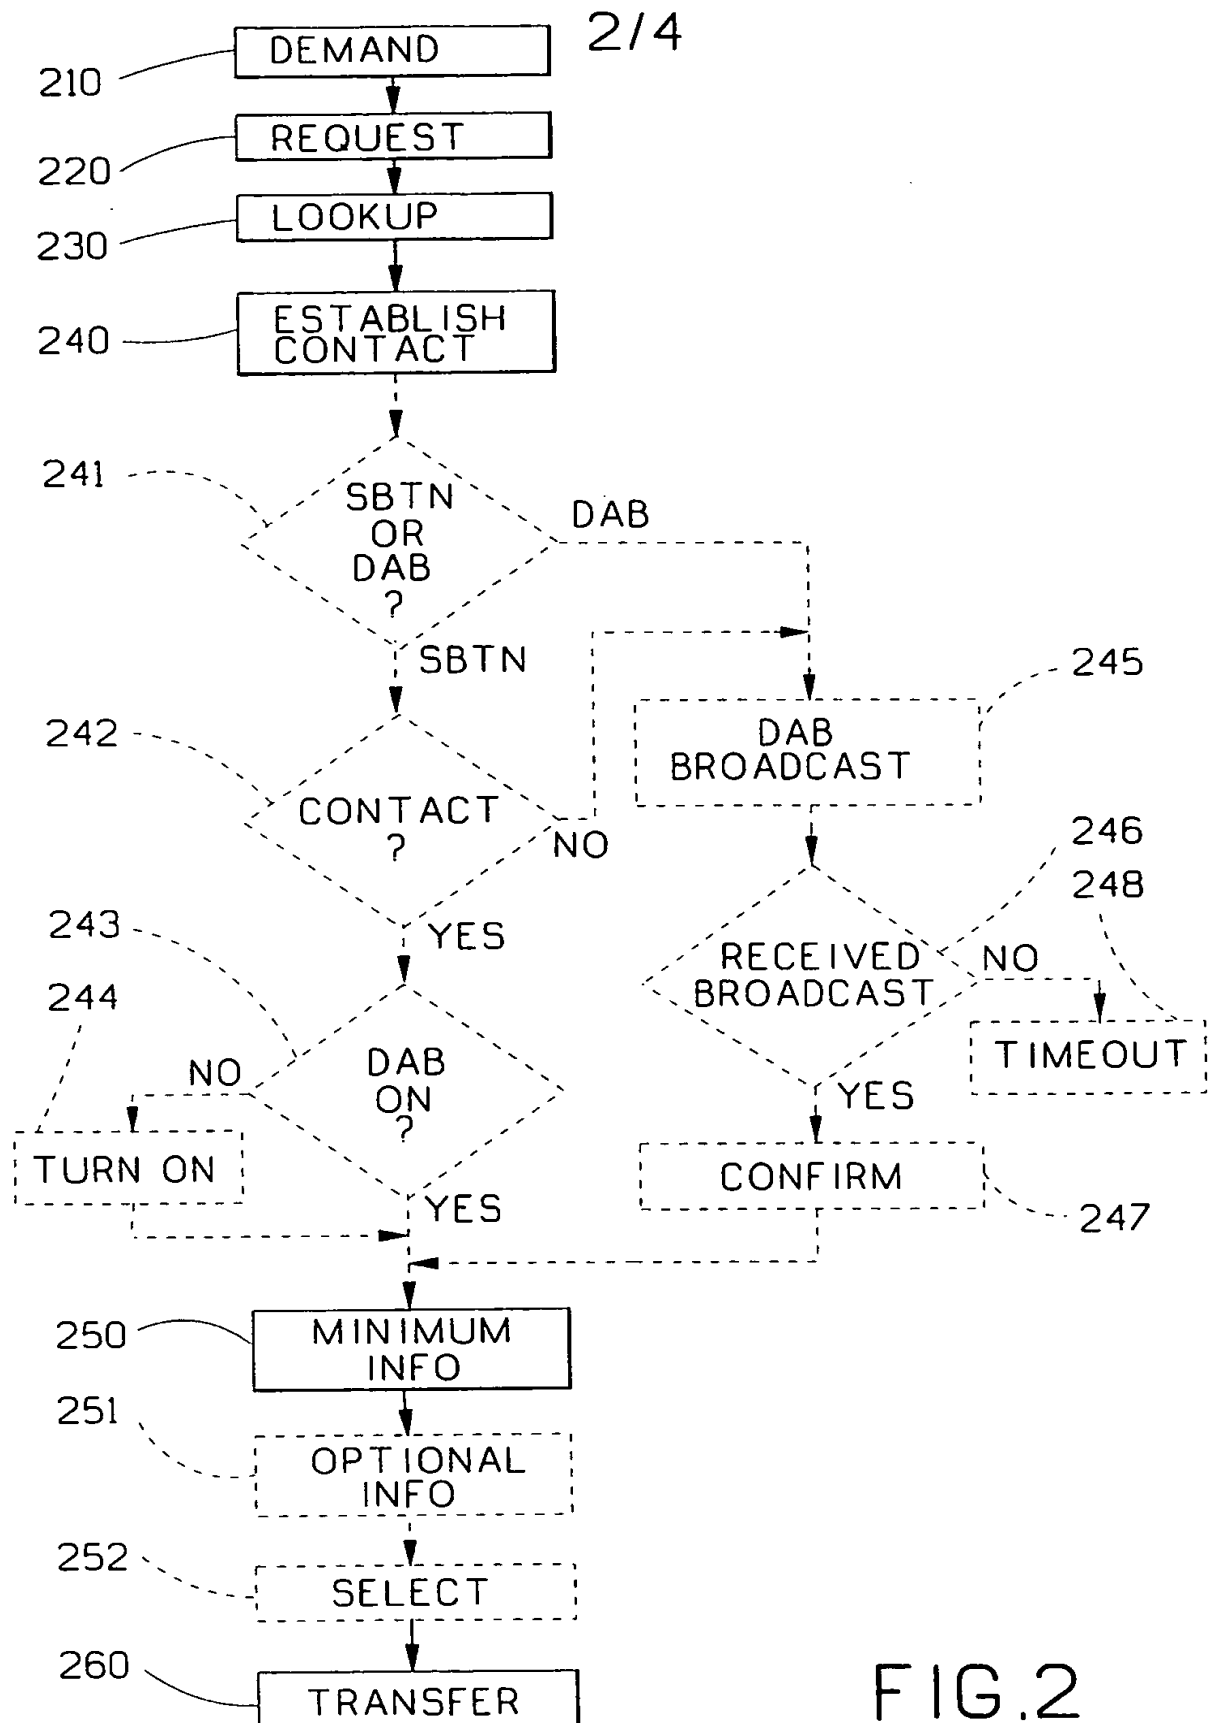 2/4
DEMAND
210
REQUEST
220
LOOKUP
230
ESTABLISH
CONTACT
240
241
SBTN
OR
DAB
?
DAB
SBTN
245
242
DAB
BROADCAST
CONTACT
?
NO
246
248
243
YES
RECEIVED
BROADCAST
NO
244
TIMEOUT
NO
DAB
ON
?
YES
TURN ON
CONFIRM
YES
247
250
MINIMUM
INFO
251
OPTIONAL
INFO
252
SELECT
260
TRANSFER
FIG.2